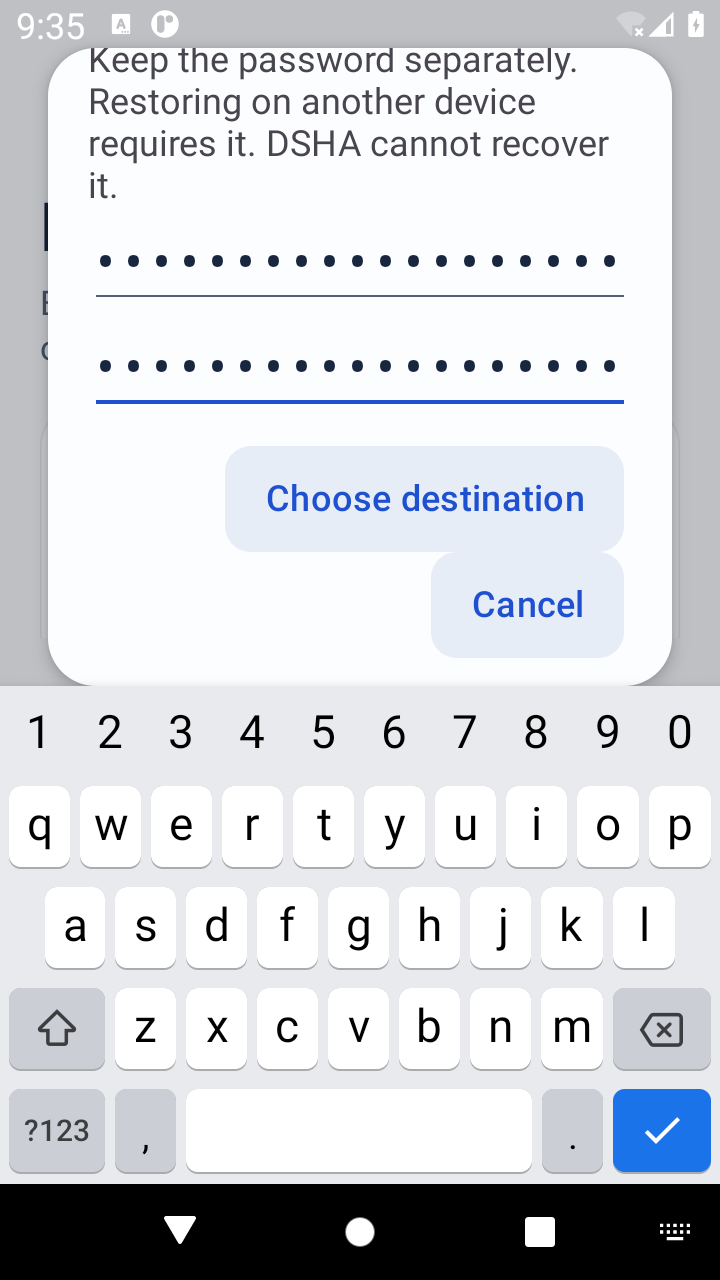 9:35
Keep the password separately.
Restoring on another device
requires it. DSHA cannot recover
it.
••••••••••••••••••• 
•••••••••••••••••••
Choose destination
Cancel
1 2 3 4 5 6 7 8 9 0
q w e r t y u i o p
a s d f g h j k l
z x c v b n m
?123 , .